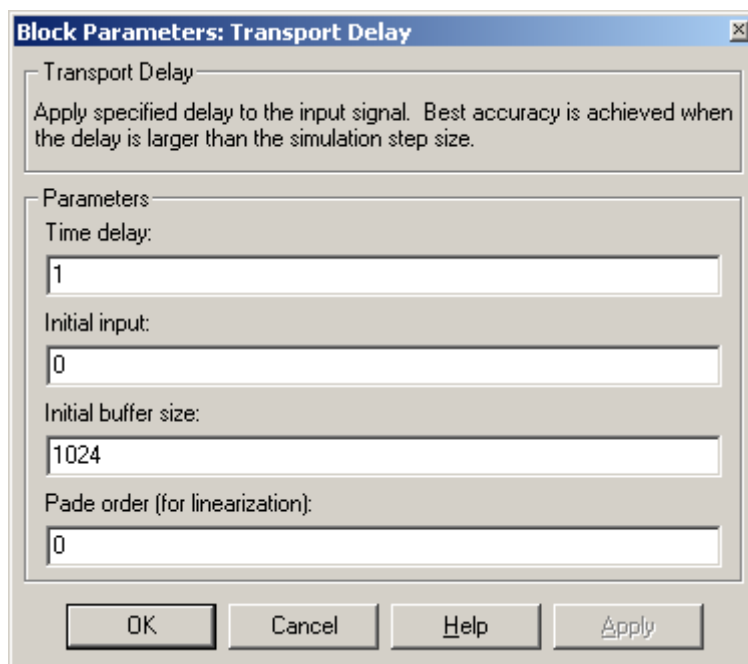 Block Parameters: Transport Delay
Transport Delay
Apply specified delay to the input signal.  Best accuracy is achieved when
the delay is larger than the simulation step size.
Parameters
Time delay:
1
Initial input:
0
Initial buffer size:
1024
Pade order (for linearization):
0
OK Cancel Help Apply